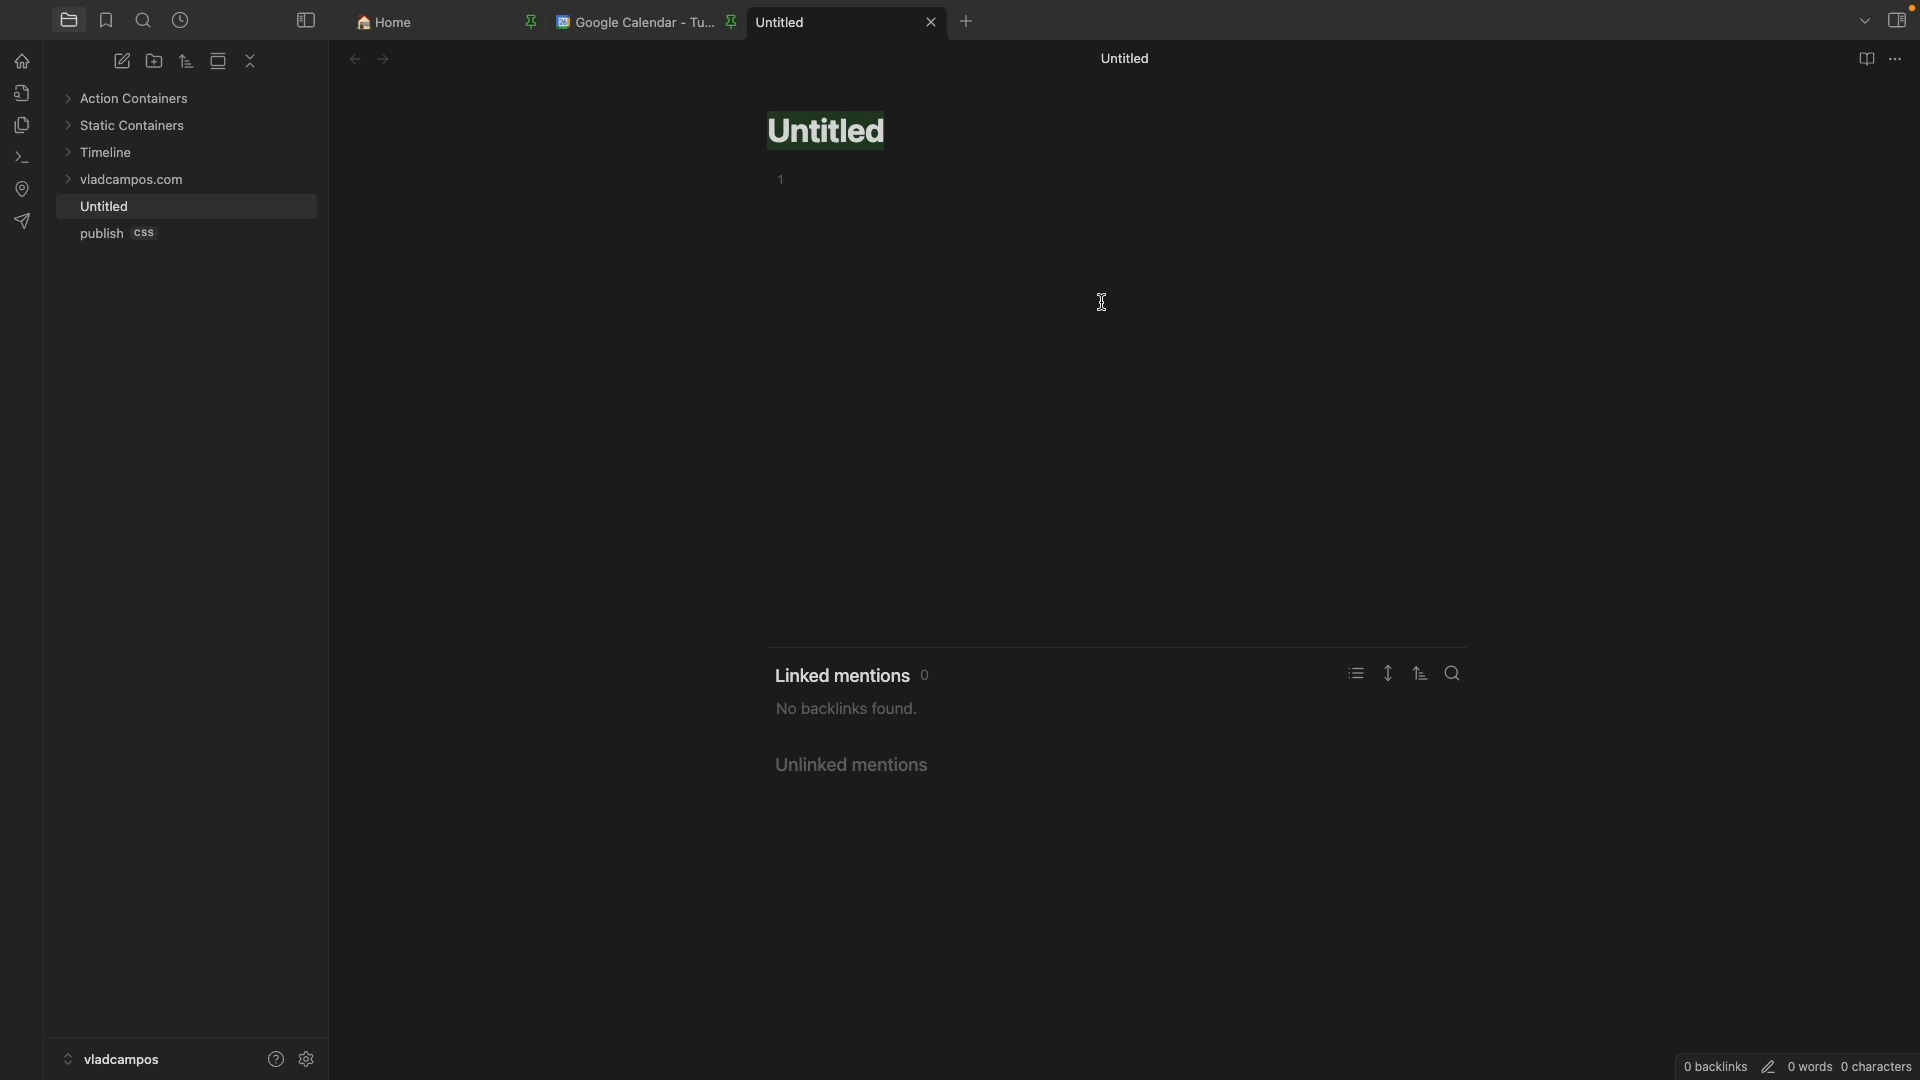 Home
Google Calendar - Tu...
Untitled
Untitled
Action Containers
Static Containers
Timeline
vladcampos.com
Untitled
publish CSS
Untitled
1
Linked mentions 0
No backlinks found.
Unlinked mentions
vladcampos
0 backlinks 0 words 0 characters